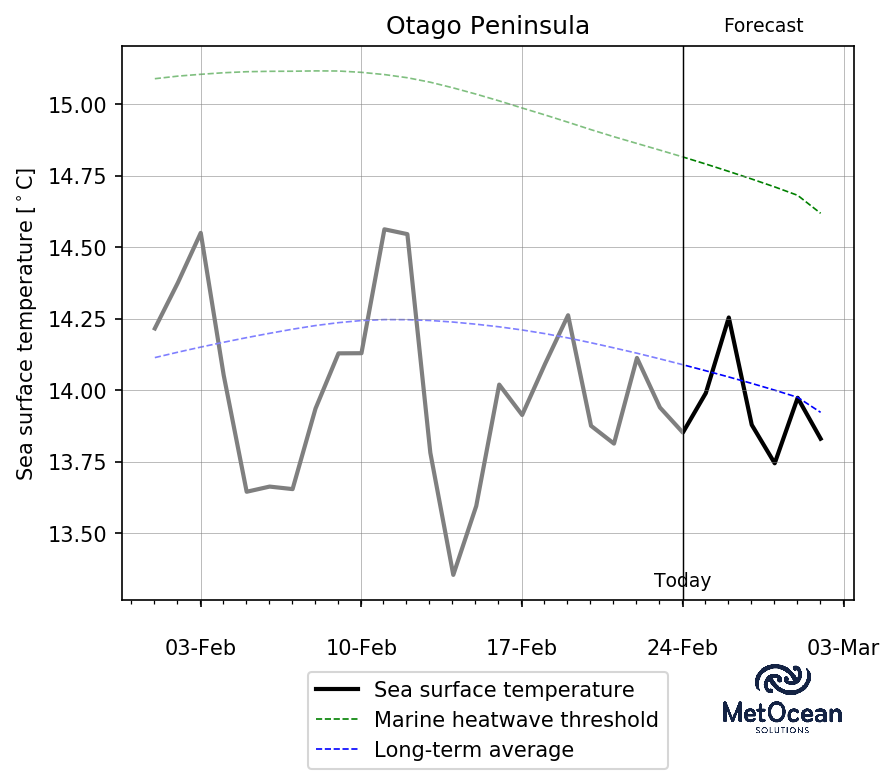 Otago Peninsula
Forecast
Sea surface temperature [°C]
15.00
14.75
14.50
14.25
14.00
13.75
13.50
Today
03-Feb 10-Feb 17-Feb 24-Feb 03-Mar
Sea surface temperature
Marine heatwave threshold
Long-term average
MetOcean
SOLUTIONS